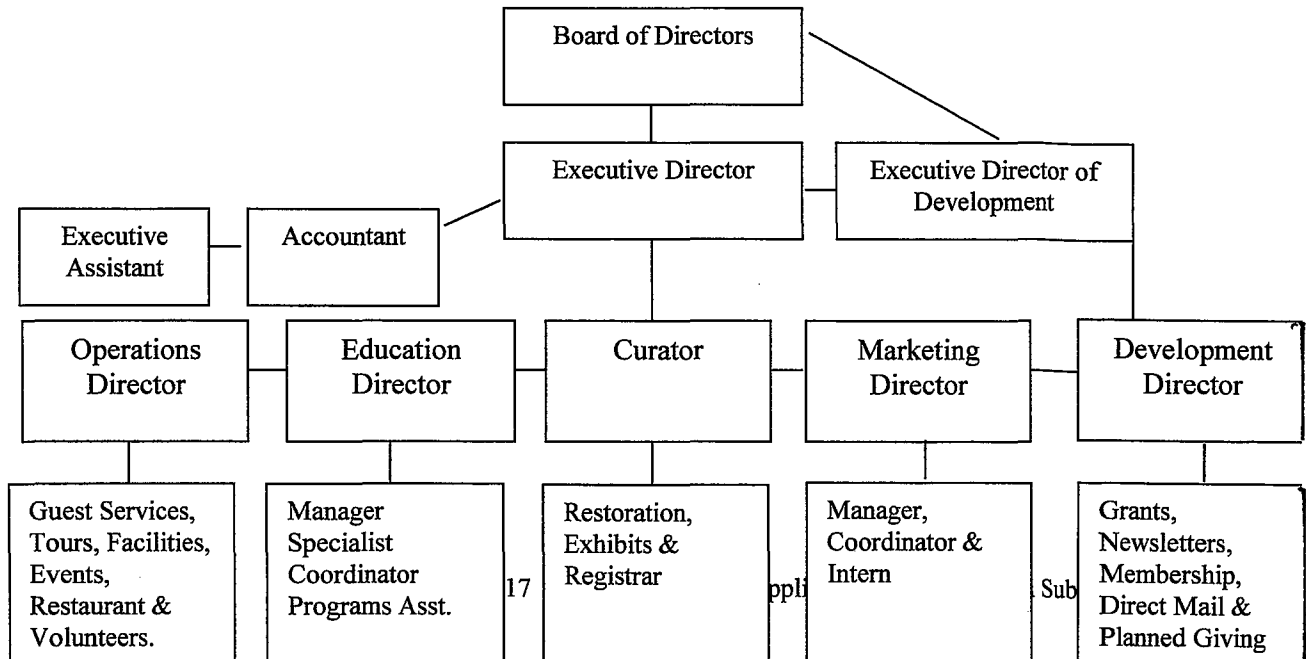 Board of Directors
Executive Director
Executive Director of
Development
Executive
Assistant
Accountant
Operations
Director
Education
Director
Curator
Marketing
Director
Development
Director
Guest Services,
Tours, Facilities,
Events,
Restaurant &
Volunteers.
Manager
Specialist
Coordinator
Programs Asst.
17
Restoration,
Exhibits &
Registrar
ppli
Manager,
Coordinator &
Intern
Sub
Grants,
Newsletters,
Membership,
Direct Mail &
Planned Giving